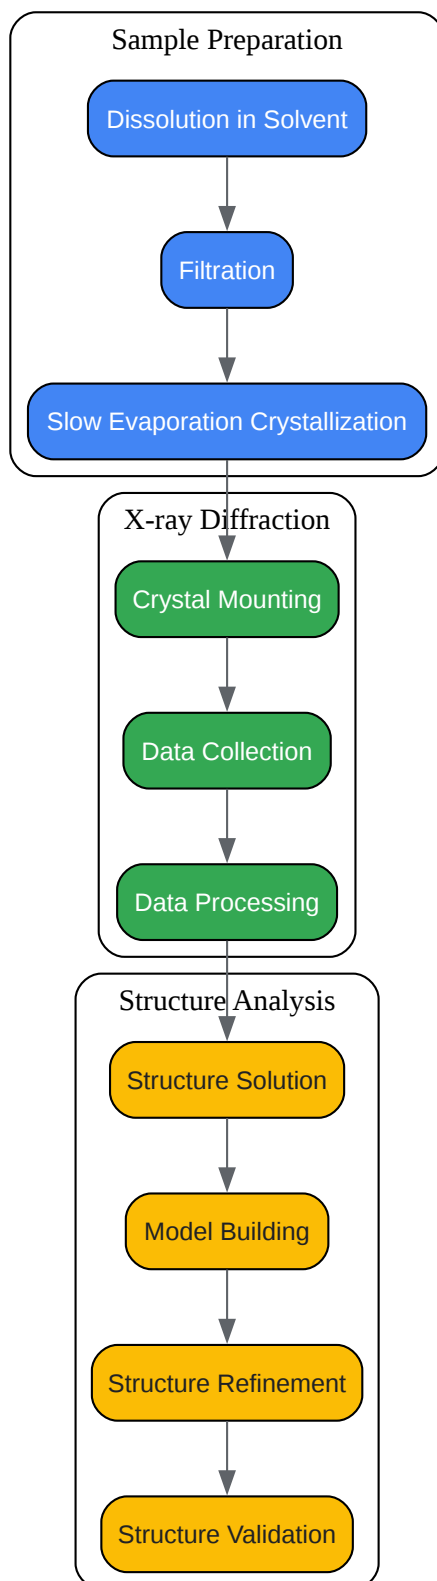 Sample Preparation
Dissolution in Solvent
Filtration
Slow Evaporation Crystallization
X-ray Diffraction
Crystal Mounting
Data Collection
Data Processing
Structure Analysis
Structure Solution
Model Building
Structure Refinement
Structure Validation